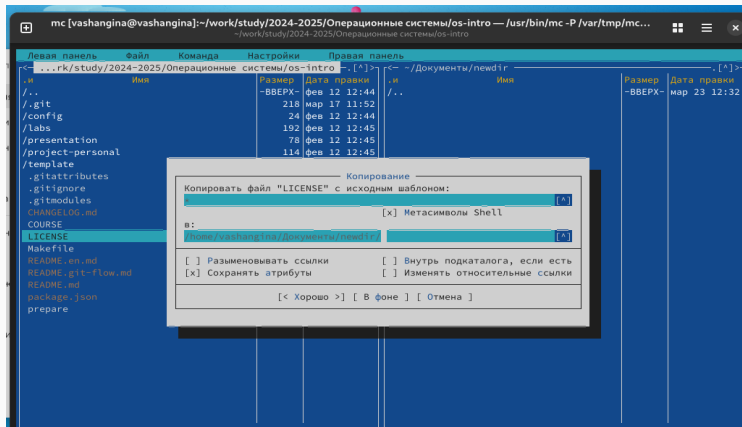 mc [vashangina@vashangina]:~/work/study/2024-2025/Операционные системы/os-intro — /usr/bin/mc -P /var/tmp/mc...
~/work/study/2024-2025/Операционные системы/os-intro
Левая панель Файл Команда Настройки Правая панель
<— ...rk/study/2024-2025/Операционные системы/os-intro —.[^]>
.и Имя Размер Дата правки
/.. -ВВЕРХ- фев 12 12:44
/.git 218 мар 17 11:52
/config 24 фев 12 12:44
/labs 192 фев 12 12:45
/presentation 78 фев 12 12:45
/project-personal 114 фев 12 12:45
/template
.gitattributes
.gitignore
.gitmodules
CHANGELOG.md
COURSE
LICENSE
Makefile
README.en.md
README.git-flow.md
README.md
package.json
prepare
<— ~/Документы/newdir —.[^]>
.и Имя Размер Дата правки
/.. -ВВЕРХ- мар 23 12:32
Копирование
Копировать файл "LICENSE" с исходным шаблоном:
* [^]
[x] Метасимволы Shell
в:
/home/vashangina/Документы/newdir/ [^]
[ ] Разыменовывать ссылки [ ] Внутрь подкаталога, если есть
[x] Сохранять атрибуты [ ] Изменять относительные ссылки
[< Хорошо >] [ В фоне ] [ Отмена ]